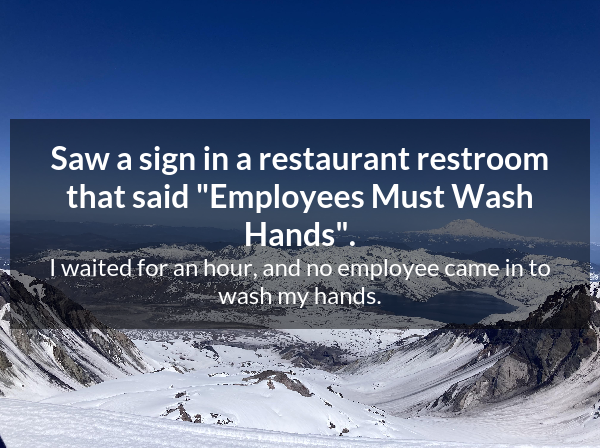 Saw a sign in a restaurant restroom
that said "Employees Must Wash
Hands".
I waited for an hour, and no employee came in to
wash my hands.